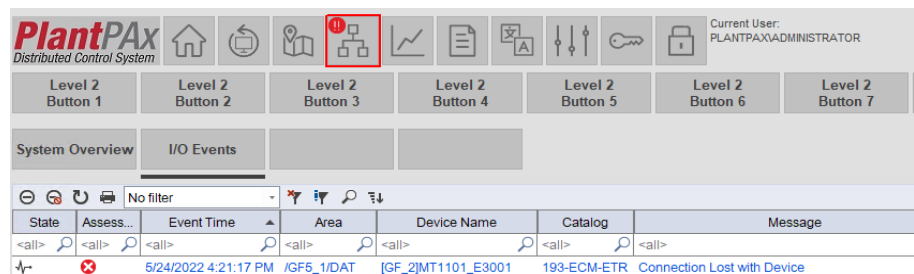 PlantPAx
Distributed Control System
Current User:
PLANTPAX\ADMINISTRATOR
Level 2 Button 1
Level 2 Button 2
Level 2 Button 3
Level 2 Button 4
Level 2 Button 5
Level 2 Button 6
Level 2 Button 7
System Overview
I/O Events
No filter
State Assess... Event Time Area Device Name Catalog Message
<all> <all> <all> <all> <all> <all> <all>
5/24/2022 4:21:17 PM /GF5_1/DAT [GF_2]MT1101_E3001 193-ECM-ETR Connection Lost with Device